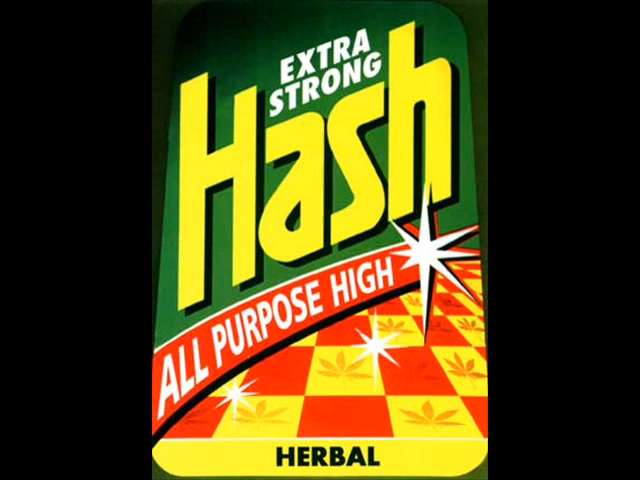 EXTRA
STRONG
Hash
ALL PURPOSE HIGH
HERBAL